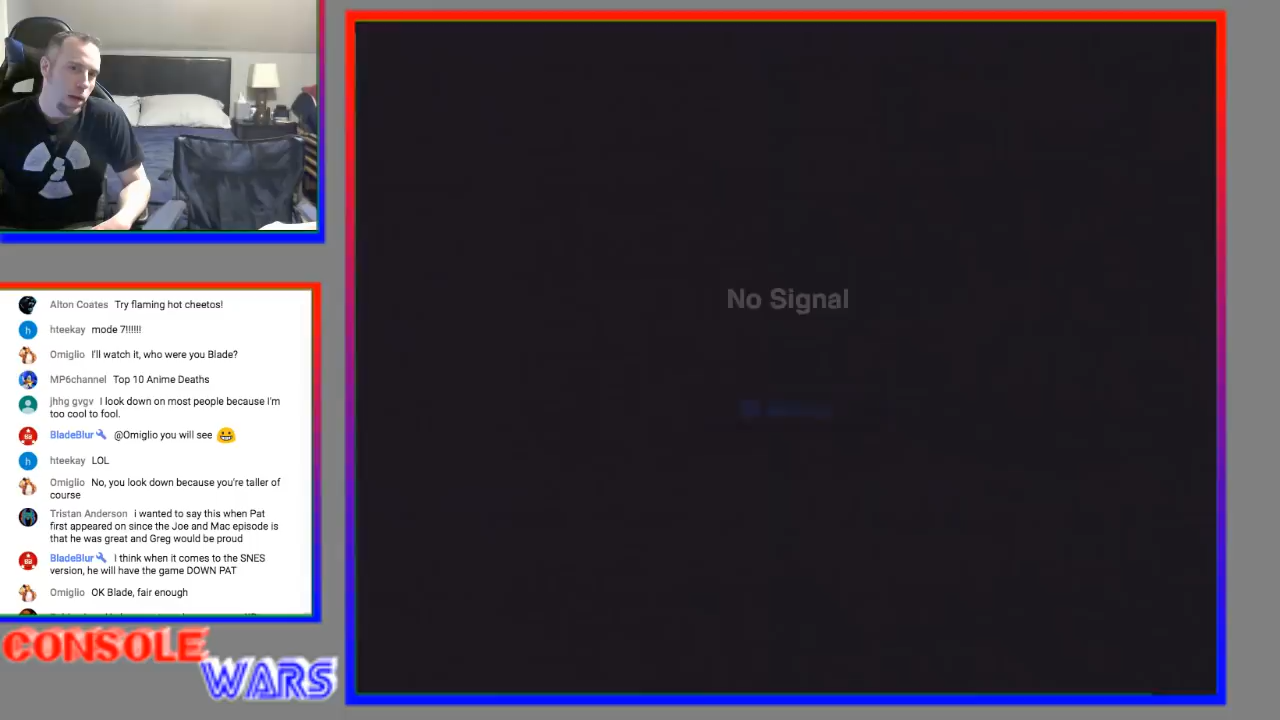 No Signal
Alton Coates Try flaming hot cheetos!
h hteekay mode 7!!!!!!
Omiglio I'll watch it, who were you Blade?
MP6channel Top 10 Anime Deaths
jhhg gvgv I look down on most people because I'm
too cool to fool.
BladeBlur @Omiglio you will see 😀
h hteekay LOL
Omiglio No, you look down because you're taller of
course
Tristan Anderson i wanted to say this when Pat
first appeared on since the Joe and Mac episode is
that he was great and Greg would be proud
BladeBlur I think when it comes to the SNES
version, he will have the game DOWN PAT
Omiglio OK Blade, fair enough
CONSOLE
WARS